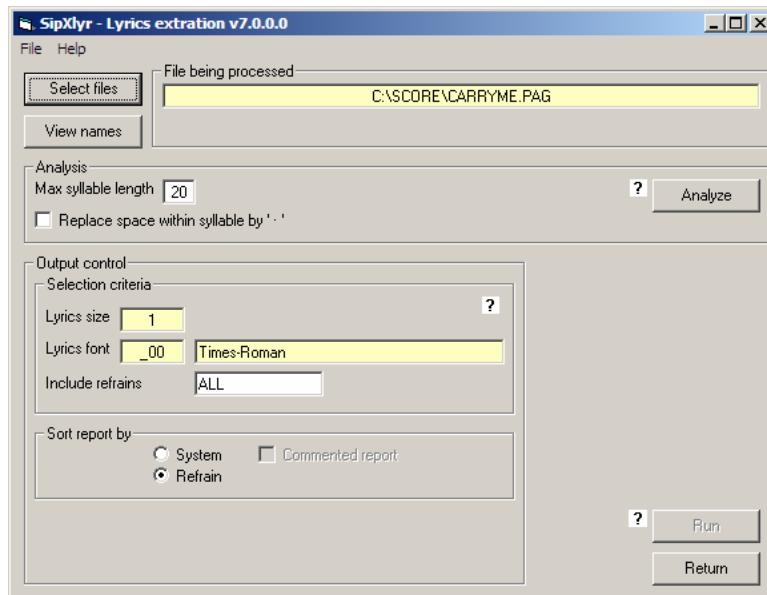 SipXlyr - Lyrics extration v7.0.0.0
File Help
Select files
File being processed
C:\SCORE\CARRYME.PAG
View names
Analysis
Max syllable length 20
? Analyze
Replace space within syllable by ' · '
Output control
Selection criteria
?
Lyrics size 1
Lyrics font _00 Times-Roman
Include refrains ALL
Sort report by
System Commented report
Refrain
? Run
Return